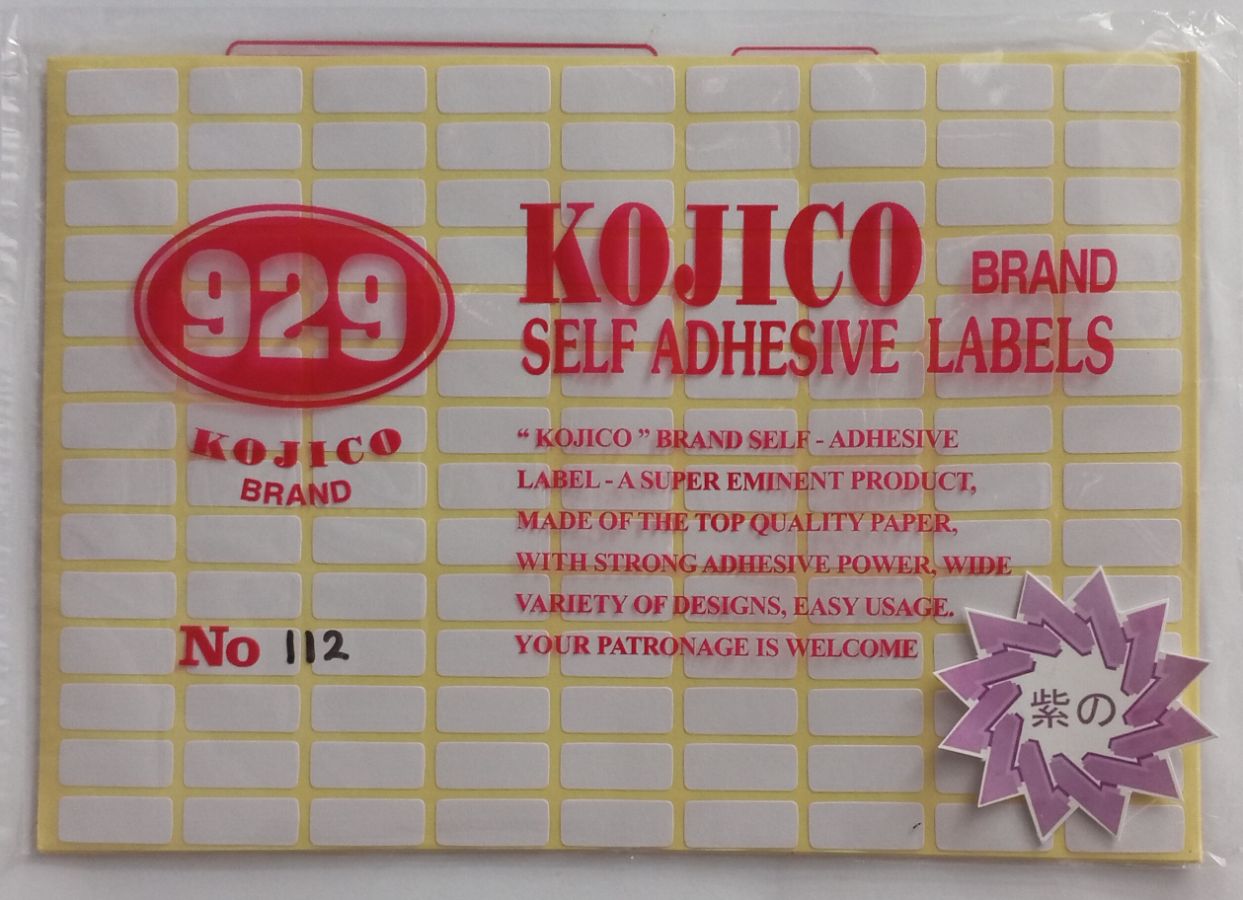 929
KOJICO
BRAND
No 112
KOJICO BRAND
SELF ADHESIVE LABELS
“ KOJICO ” BRAND SELF - ADHESIVE
LABEL - A SUPER EMINENT PRODUCT,
MADE OF THE TOP QUALITY PAPER,
WITH STRONG ADHESIVE POWER, WIDE
VARIETY OF DESIGNS, EASY USAGE.
YOUR PATRONAGE IS WELCOME
紫の